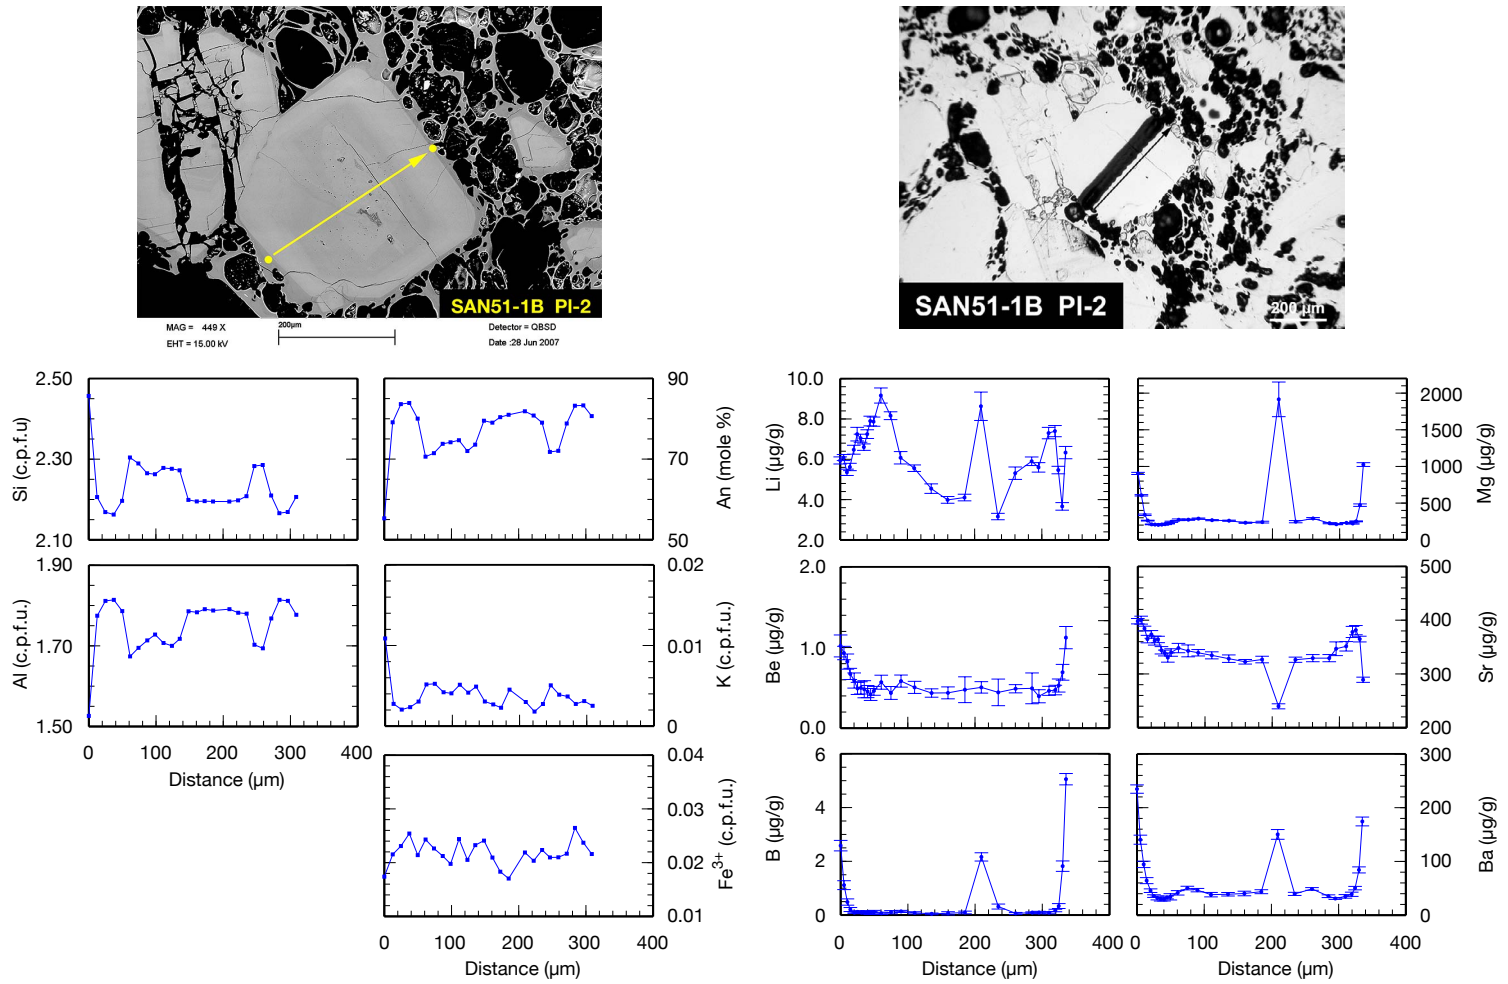 SAN51-1B PI-2
MAG = 449 X
EHT = 15.00 kV
200µm
Detector = QBSD
Date :28 Jun 2007
SAN51-1B PI-2
200 µm
2.50
2.30
2.10
Si (c.p.f.u)
90
70
50
An (mole %)
10.0
8.0
6.0
4.0
2.0
Li (µg/g)
2000
1500
1000
500
0
Mg (µg/g)
1.90
1.70
1.50
Al (c.p.f.u.)
0 100 200 300 400
Distance (µm)
0.02
0.01
0
K (c.p.f.u.)
2.0
1.0
0.0
Be (µg/g)
500
400
300
200
Sr (µg/g)
0.04
0.03
0.02
0.01
Fe3+ (c.p.f.u.)
0 100 200 300 400
Distance (µm)
6
4
2
0
B (µg/g)
0 100 200 300 400
Distance (µm)
300
200
100
0
Ba (µg/g)
0 100 200 300 400
Distance (µm)